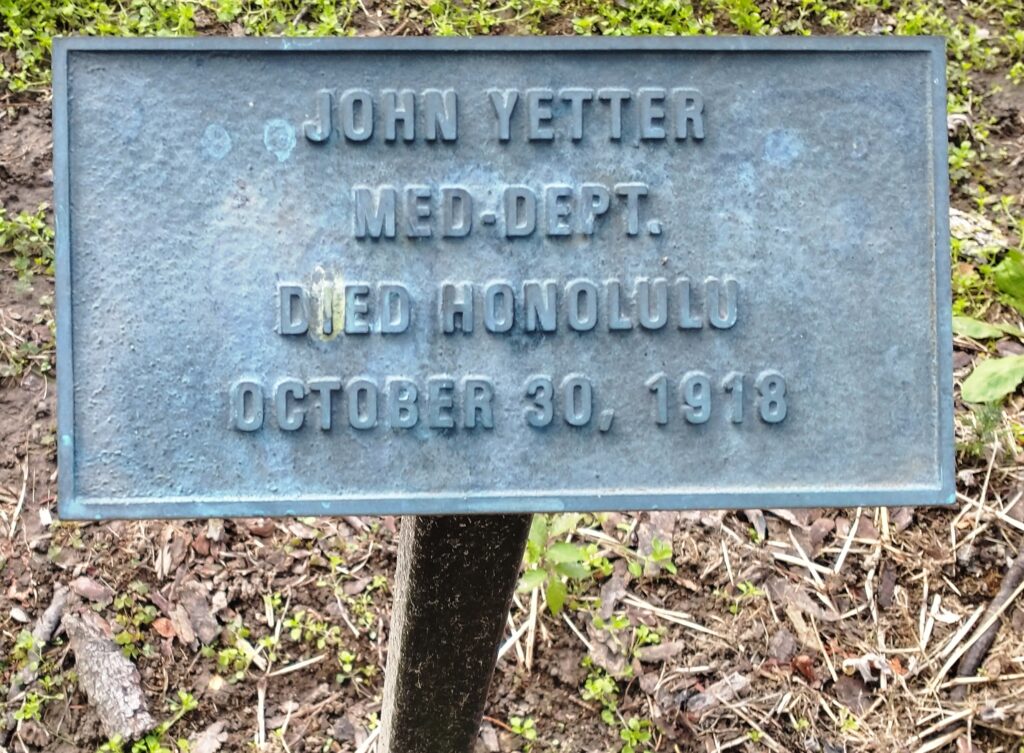 JOHN YETTER
MED-DEPT.
DIED HONOLULU
OCTOBER 30, 1918